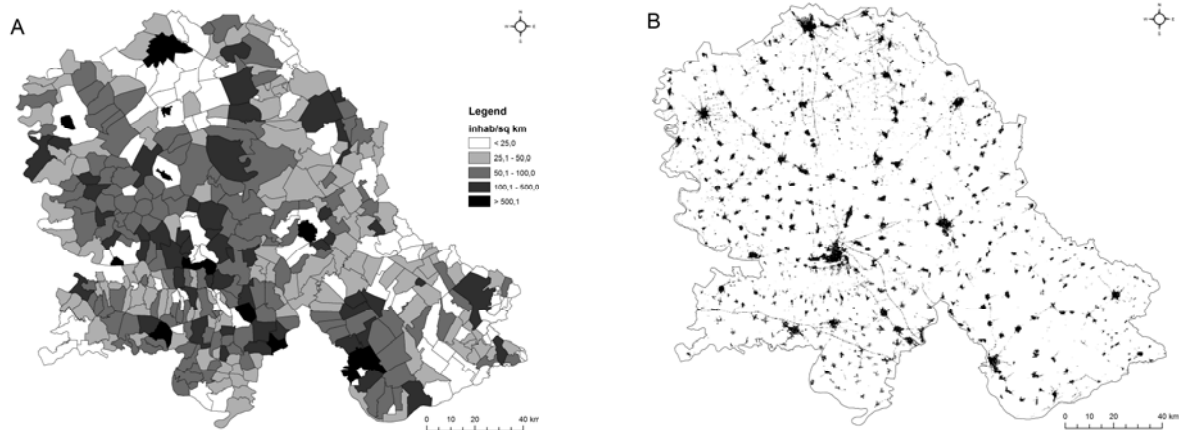 A
N
W E
S
Legend
inhab/sq km
< 25,0
25,1 - 50,0
50,1 - 100,0
100,1 - 500,0
> 500,1
0 10 20 40 km
B
N
W E
S
0 10 20 40 km